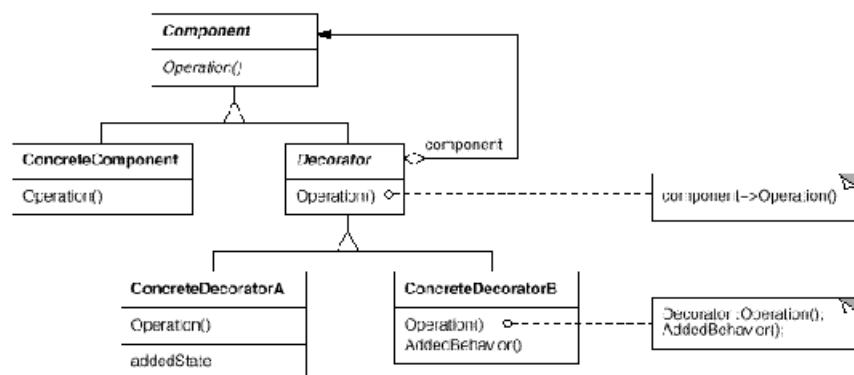 Component
Operation()
component
ConcreteComponent
Operation()
Decorator
Operation()
component->Operation()
ConcreteDecoratorA
Operation()
addedState
ConcreteDecoratorB
Operation()
AddedBehavior()
Decorator::Operation();
AddedBehavior();